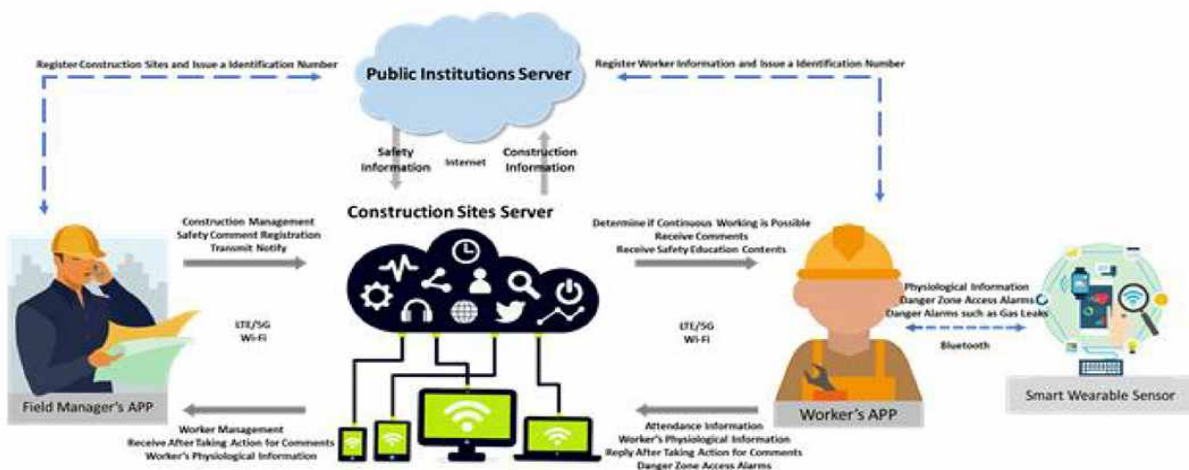 Register Construction Sites and Issue a Identification Number
Public Institutions Server
Register Worker Information and Issue a Identification Number
Safety
Information
Internet
Construction
Information
Construction Sites Server
Construction Management
Safety Comment Registration
Transmit Notify
Determine if Continuous Working is Possible
Receive Comments
Receive Safety Education Contents
LTE/5G
Wi-Fi
LTE/5G
Wi-Fi
Physiological Information
Danger Zone Access Alarms
Danger Alarms such as Gas Leaks
Bluetooth
Field Manager's APP
Worker's APP
Smart Wearable Sensor
Worker Management
Receive After Taking Action for Comments
Worker's Physiological Information
Attendance Information
Worker's Physiological Information
Reply After Taking Action for Comments
Danger Zone Access Alarms